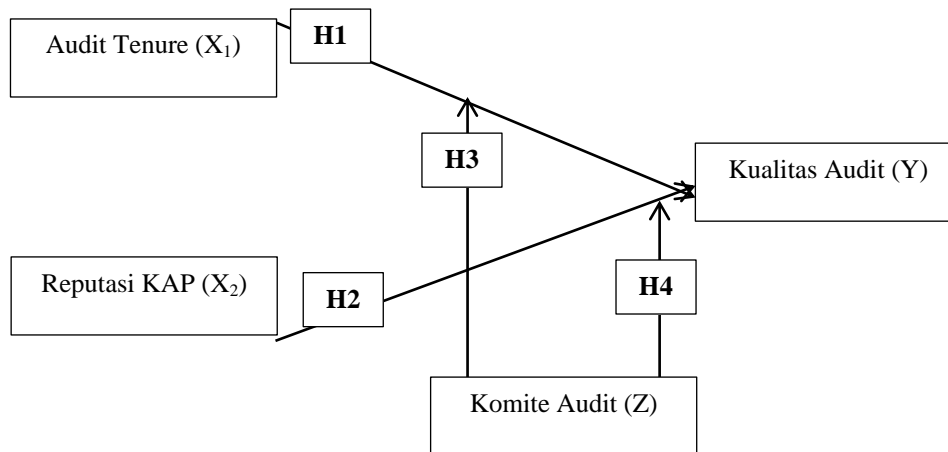 Audit Tenure (X₁)
H1
H3
Kualitas Audit (Y)
Reputasi KAP (X₂)
H2
H4
Komite Audit (Z)